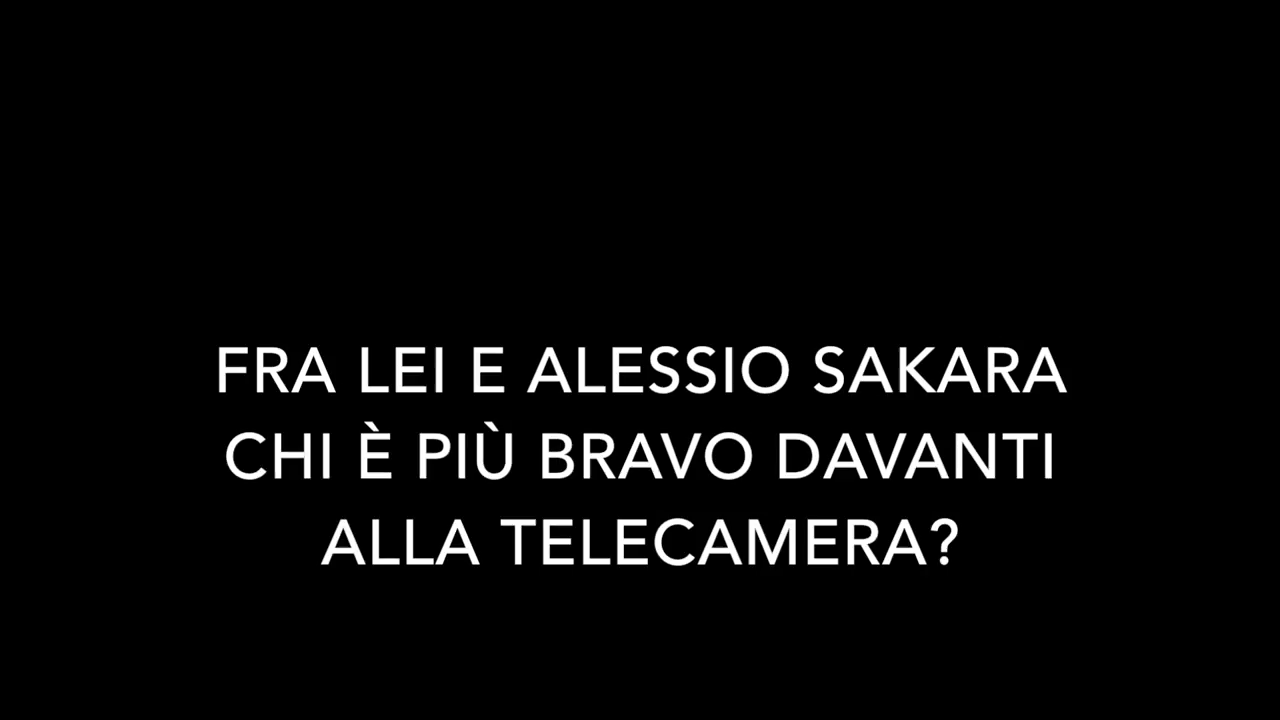 FRA LEI E ALESSIO SAKARA
CHI È PIÙ BRAVO DAVANTI
ALLA TELECAMERA?